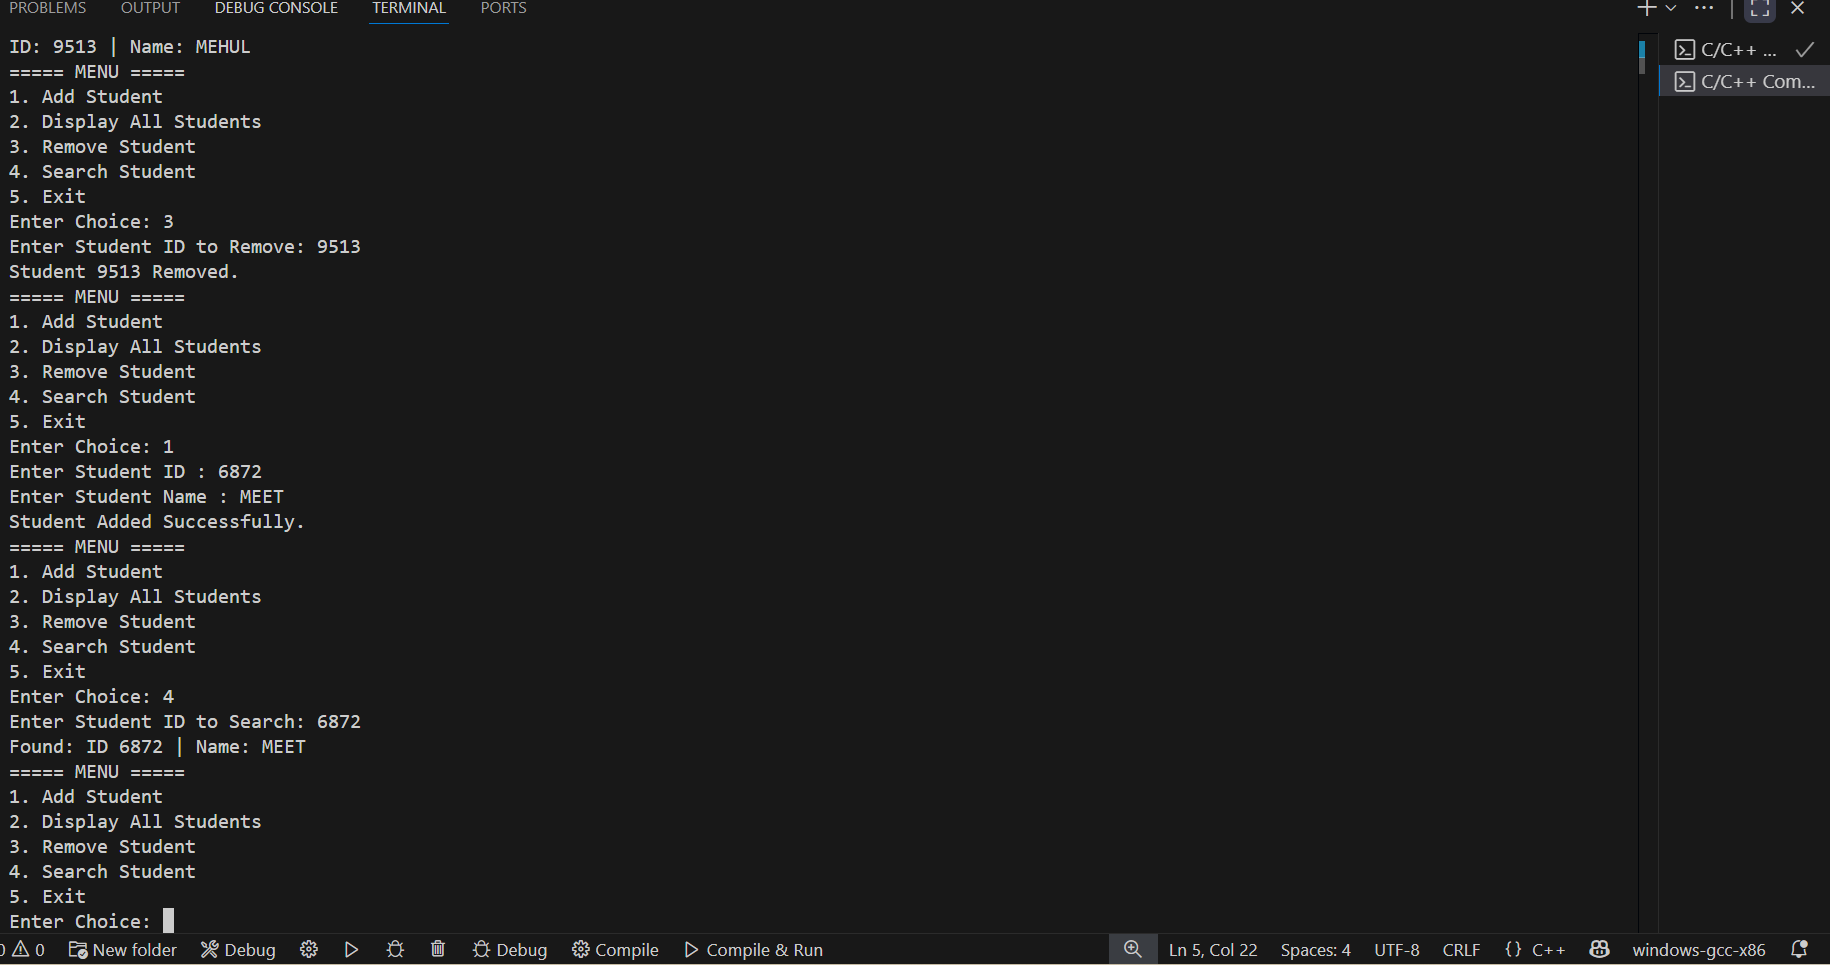 PROBLEMS OUTPUT DEBUG CONSOLE TERMINAL PORTS
ID: 9513 | Name: MEHUL
===== MENU =====
1. Add Student
2. Display All Students
3. Remove Student
4. Search Student
5. Exit
Enter Choice: 3
Enter Student ID to Remove: 9513
Student 9513 Removed.
===== MENU =====
1. Add Student
2. Display All Students
3. Remove Student
4. Search Student
5. Exit
Enter Choice: 1
Enter Student ID : 6872
Enter Student Name : MEET
Student Added Successfully.
===== MENU =====
1. Add Student
2. Display All Students
3. Remove Student
4. Search Student
5. Exit
Enter Choice: 4
Enter Student ID to Search: 6872
Found: ID 6872 | Name: MEET
===== MENU =====
1. Add Student
2. Display All Students
3. Remove Student
4. Search Student
5. Exit
Enter Choice:
C/C++ ...
C/C++ Com...
0 0 New folder Debug Debug Compile Compile & Run Ln 5, Col 22 Spaces: 4 UTF-8 CRLF {} C++ windows-gcc-x86